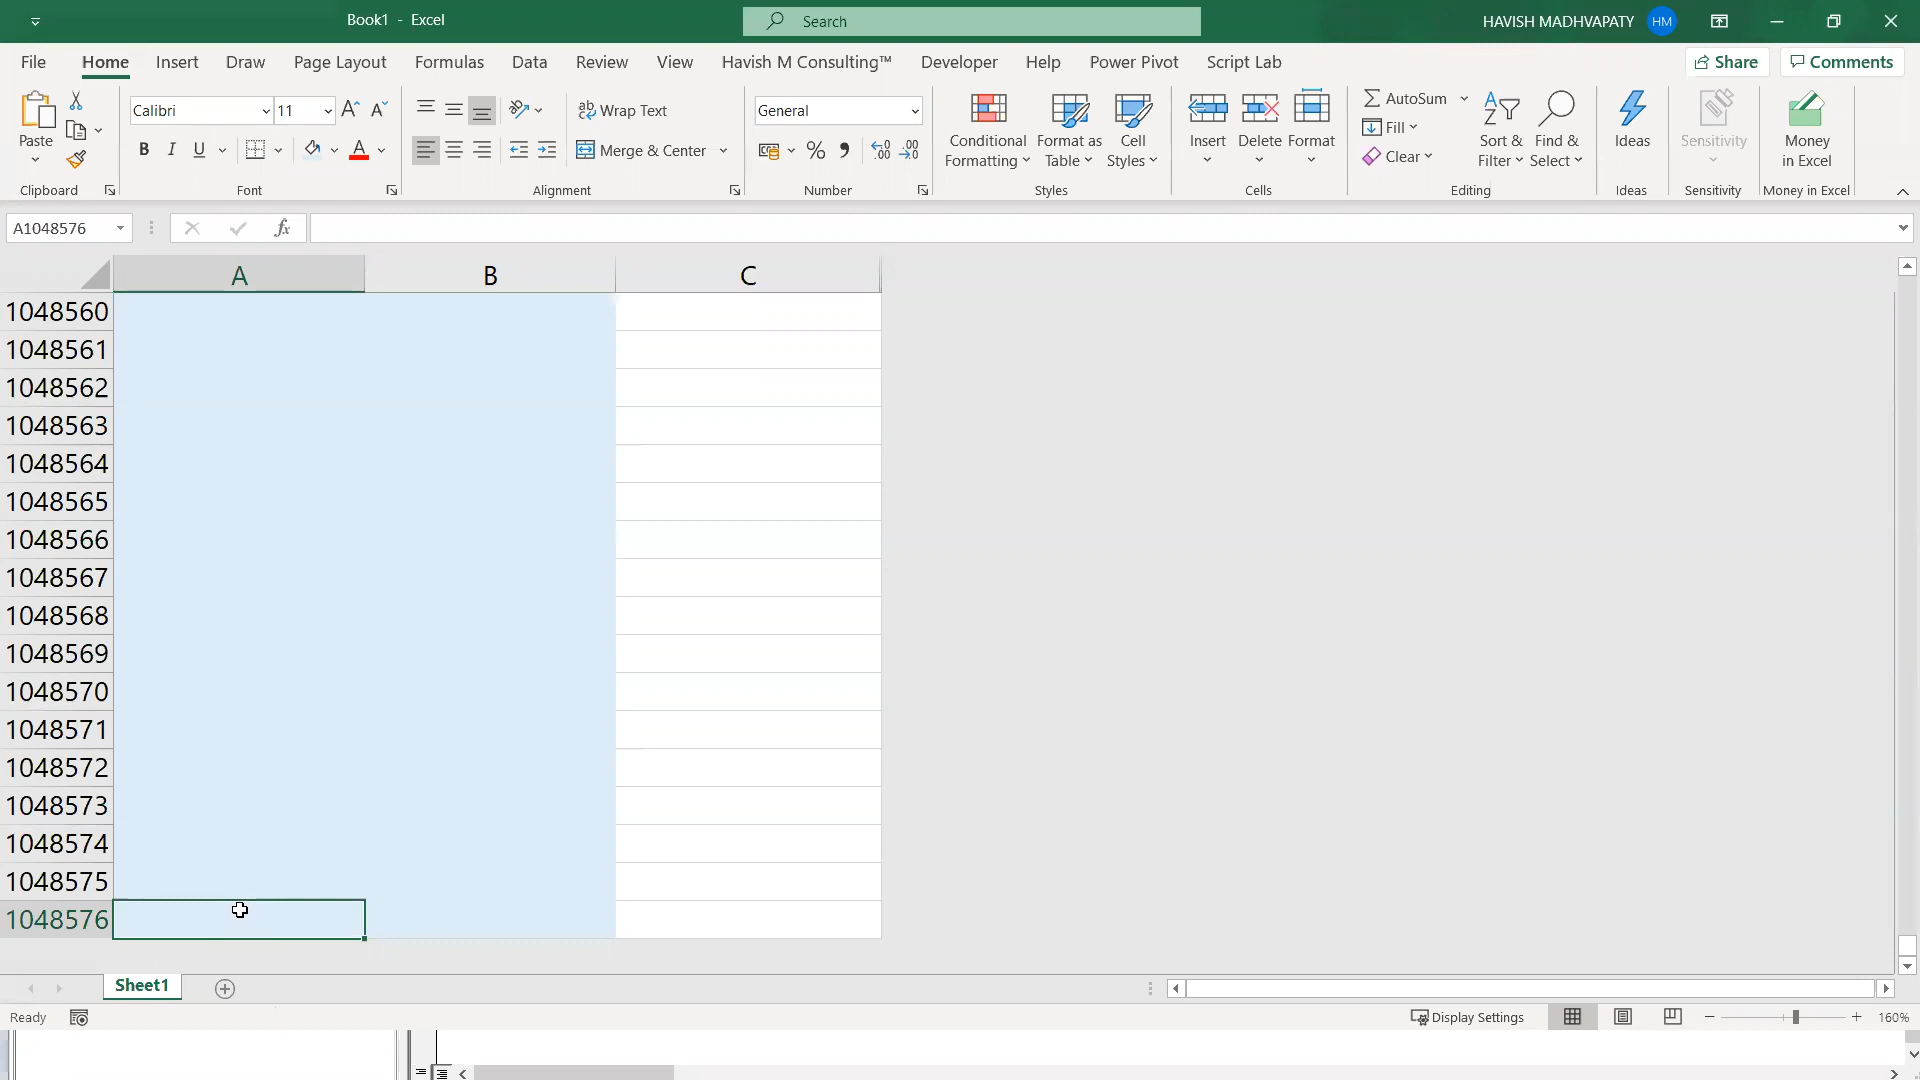 Book1 - Excel
Search
HAVISH MADHVAPATY HM
File Home Insert Draw Page Layout Formulas Data Review View Havish M Consulting™ Developer Help Power Pivot Script Lab Share Comments
Paste
Clipboard
Calibri 11
B I U A
Font
ab Wrap Text
Merge & Center
Alignment
General
% ,
Number
Conditional Formatting
Format as Table
Cell Styles
Styles
Insert
Delete
Format
Cells
AutoSum
Fill
Clear
Sort & Filter
Find & Select
Editing
Ideas
Ideas
Sensitivity
Sensitivity
Money in Excel
Money in Excel
A1048576 fx
A B C
1048560
1048561
1048562
1048563
1048564
1048565
1048566
1048567
1048568
1048569
1048570
1048571
1048572
1048573
1048574
1048575
1048576
Sheet1
Ready Display Settings 160%